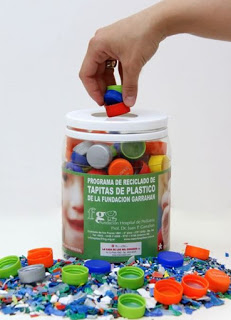 PROGRAMA DE RECICLADO DE
TAPITAS DE PLASTICO
DE LA FUNDACION GARRAHAN
fg
Fundación Hospital de Pediatría
Prof. Dr. Juan P. Garrahan